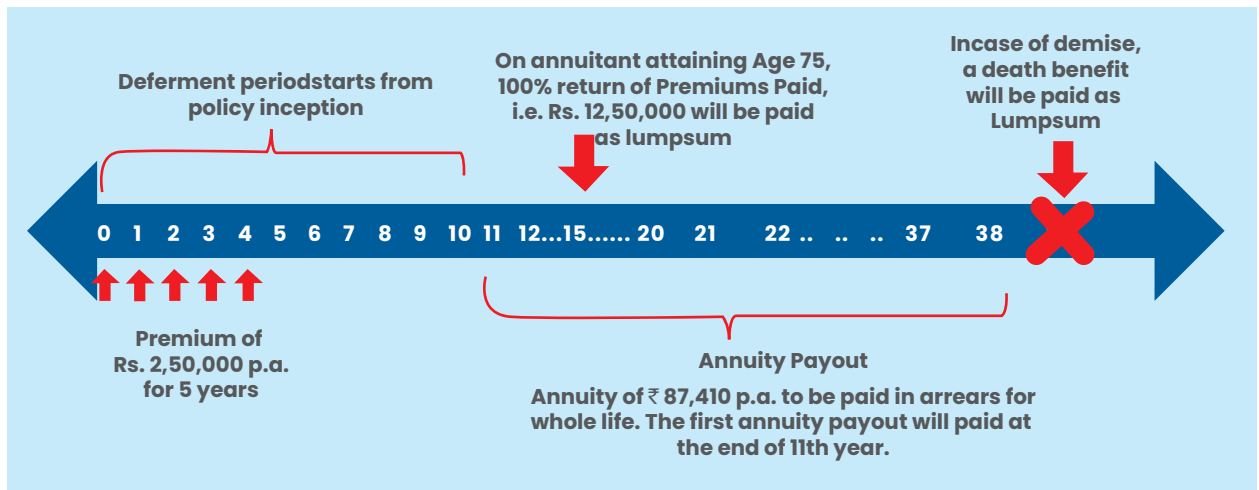 Deferment periodstarts from
policy inception
On annuitant attaining Age 75,
100% return of Premiums Paid,
i.e. Rs. 12,50,000 will be paid
as lumpsum
Incase of demise,
a death benefit
will be paid as
Lumpsum
0 1 2 3 4 5 6 7 8 9 10 11 12...15...... 20 21 22 .. .. .. 37 38
Premium of
Rs. 2,50,000 p.a.
for 5 years
Annuity Payout
Annuity of ₹ 87,410 p.a. to be paid in arrears for
whole life. The first annuity payout will paid at
the end of 11th year.